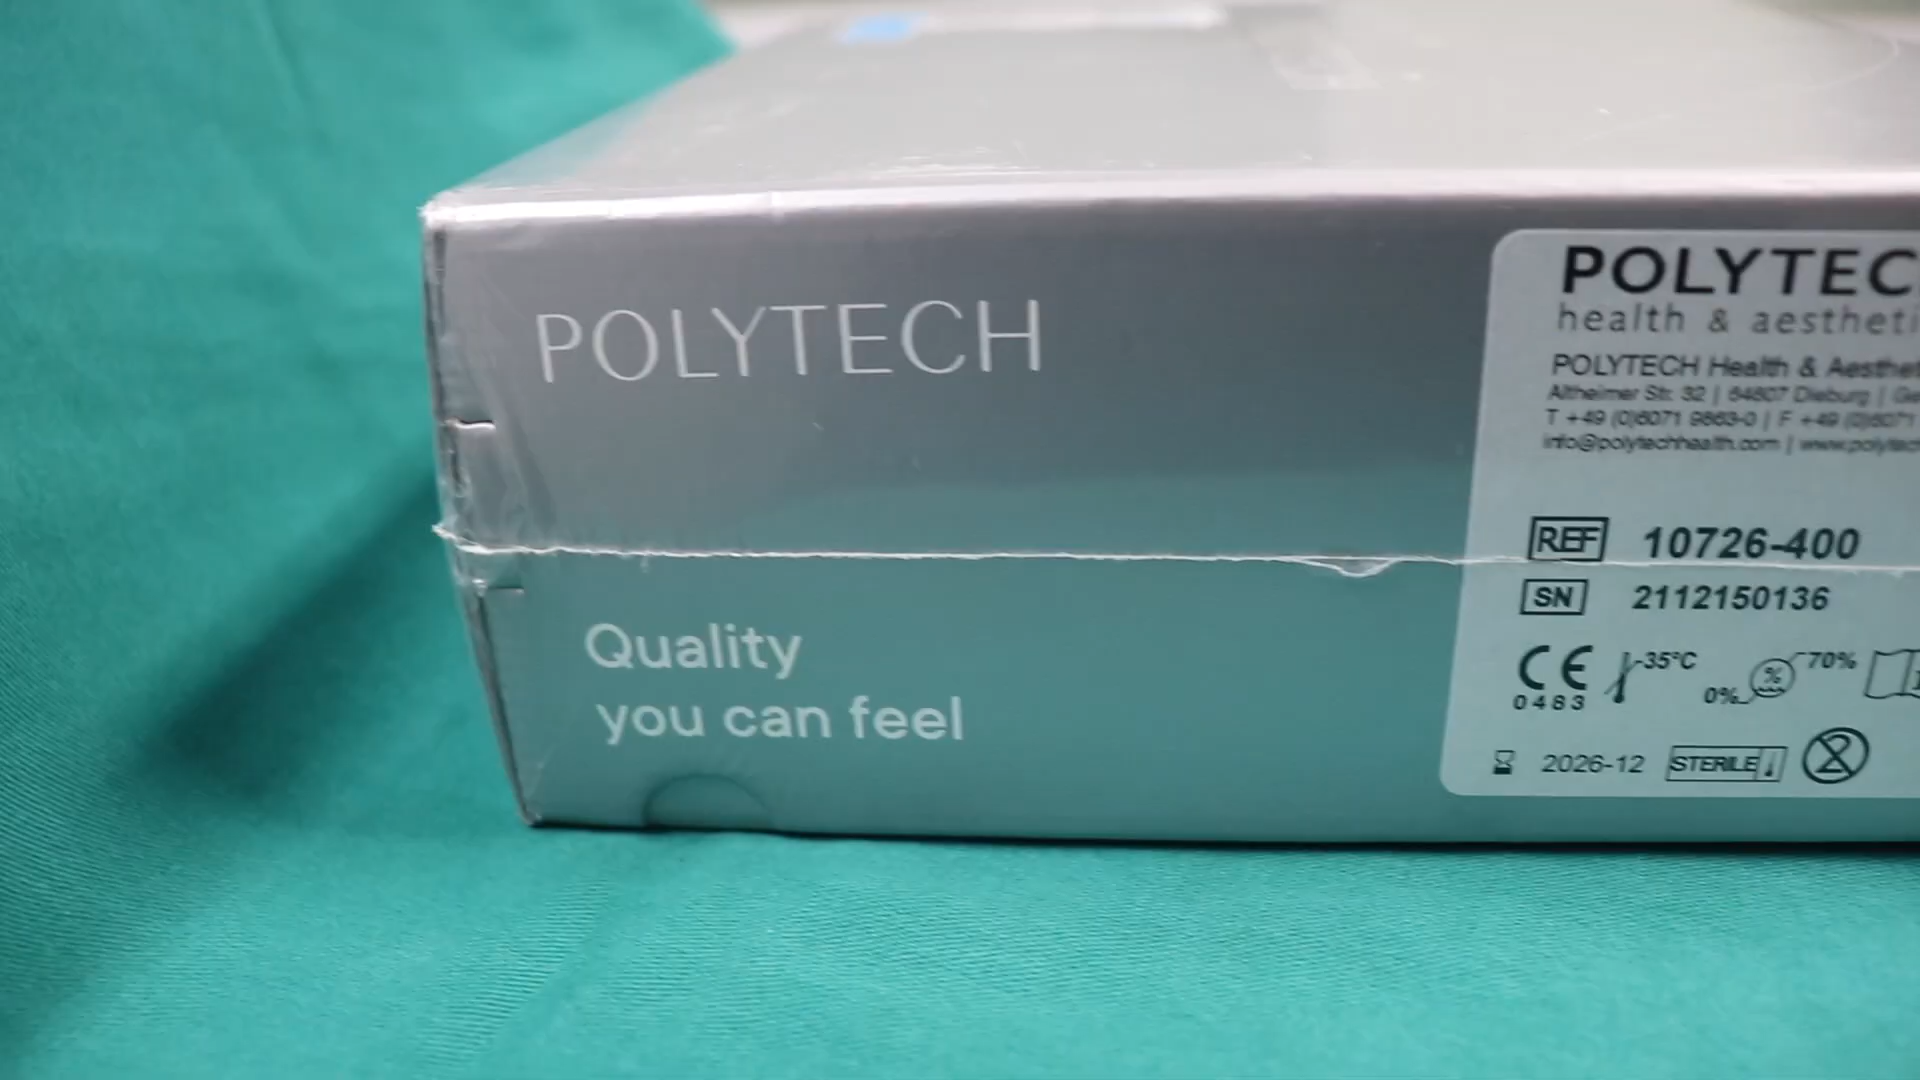 POLYTECH
Quality
you can feel
POLYTEC
health & aestheti
POLYTECH Health & Aesthet
Altheimer Str. 32 | 64807 Dieburg | Ge
T +49 (0)6071 9863-0 | F +49 (0)6071
info@polytechhealth.com | www.polytec
REF 10726-400
SN 2112150136
CE 35°C 0% % 70%
0483
2026-12 STERILE 2